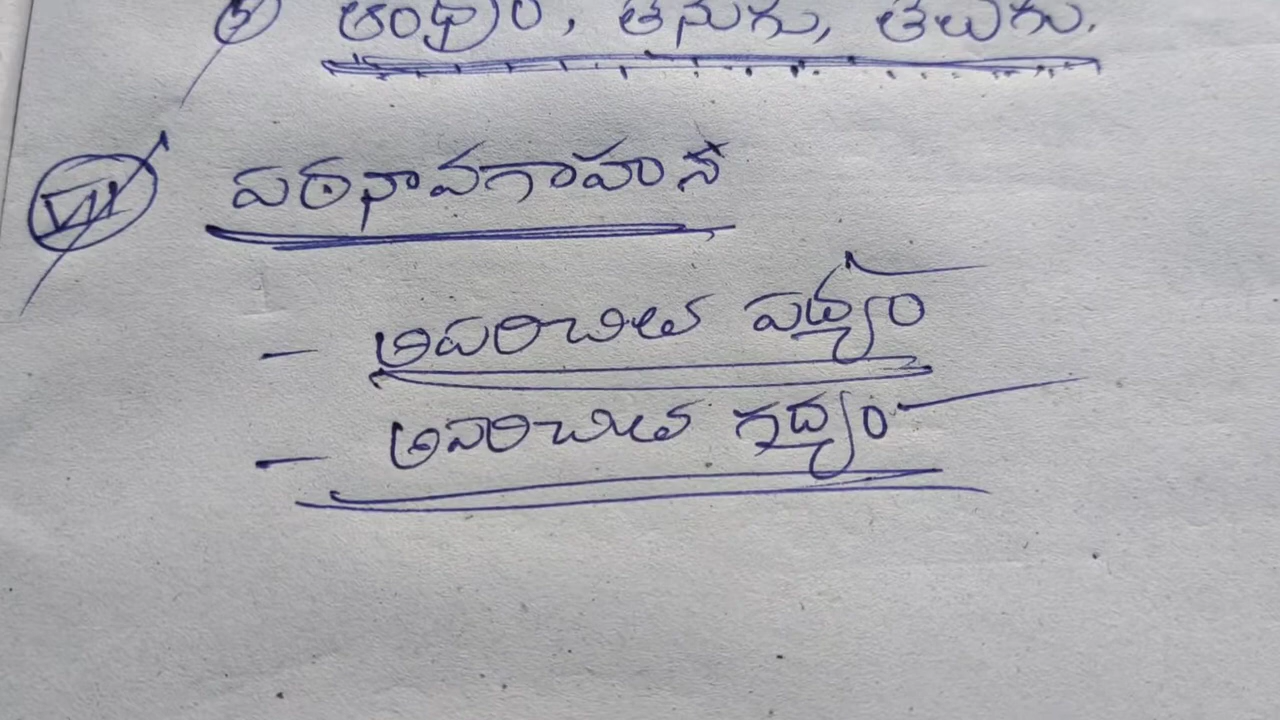 ఆంధ్రం, తెనుగు, తెలుగు.
VII పఠనావగాహన
- అపరిచిత పద్యం
- అపరిచిత గద్యం